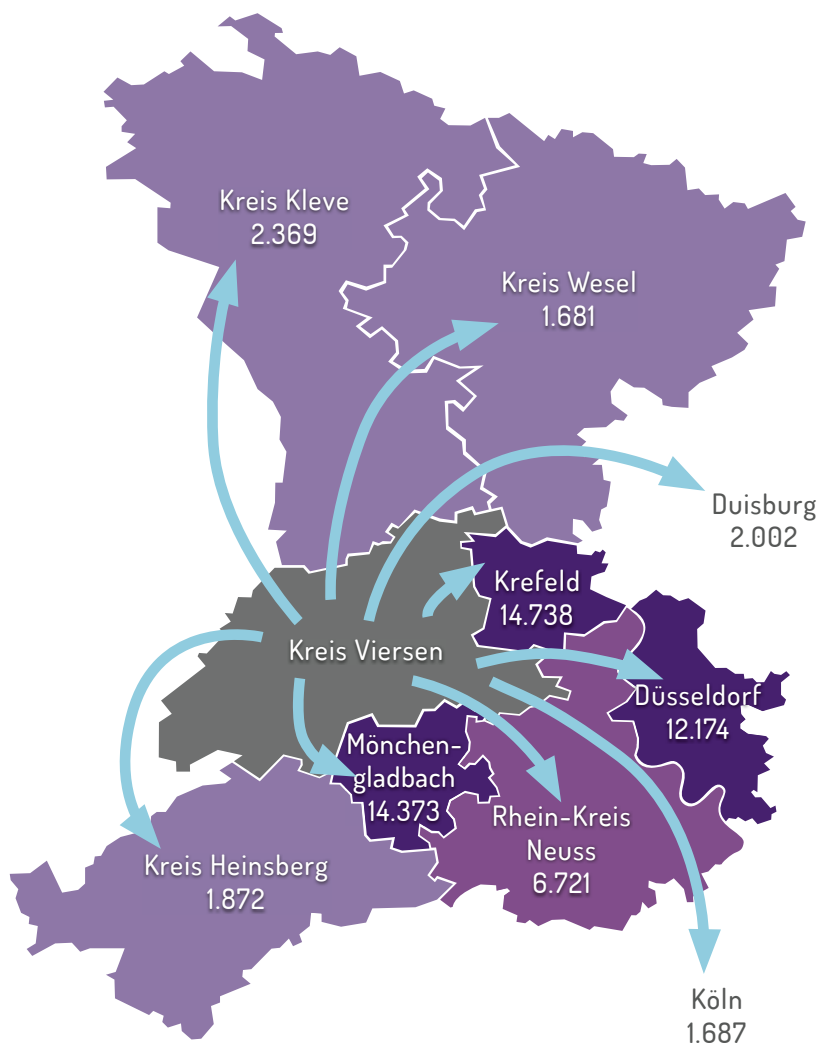 Kreis Kleve
2.369
Kreis Wesel
1.681
Duisburg
2.002
Krefeld
14.738
Kreis Viersen
Düsseldorf
12.174
Mönchen-
gladbach
14.373
Rhein-Kreis
Neuss
6.721
Kreis Heinsberg
1.872
Köln
1.687